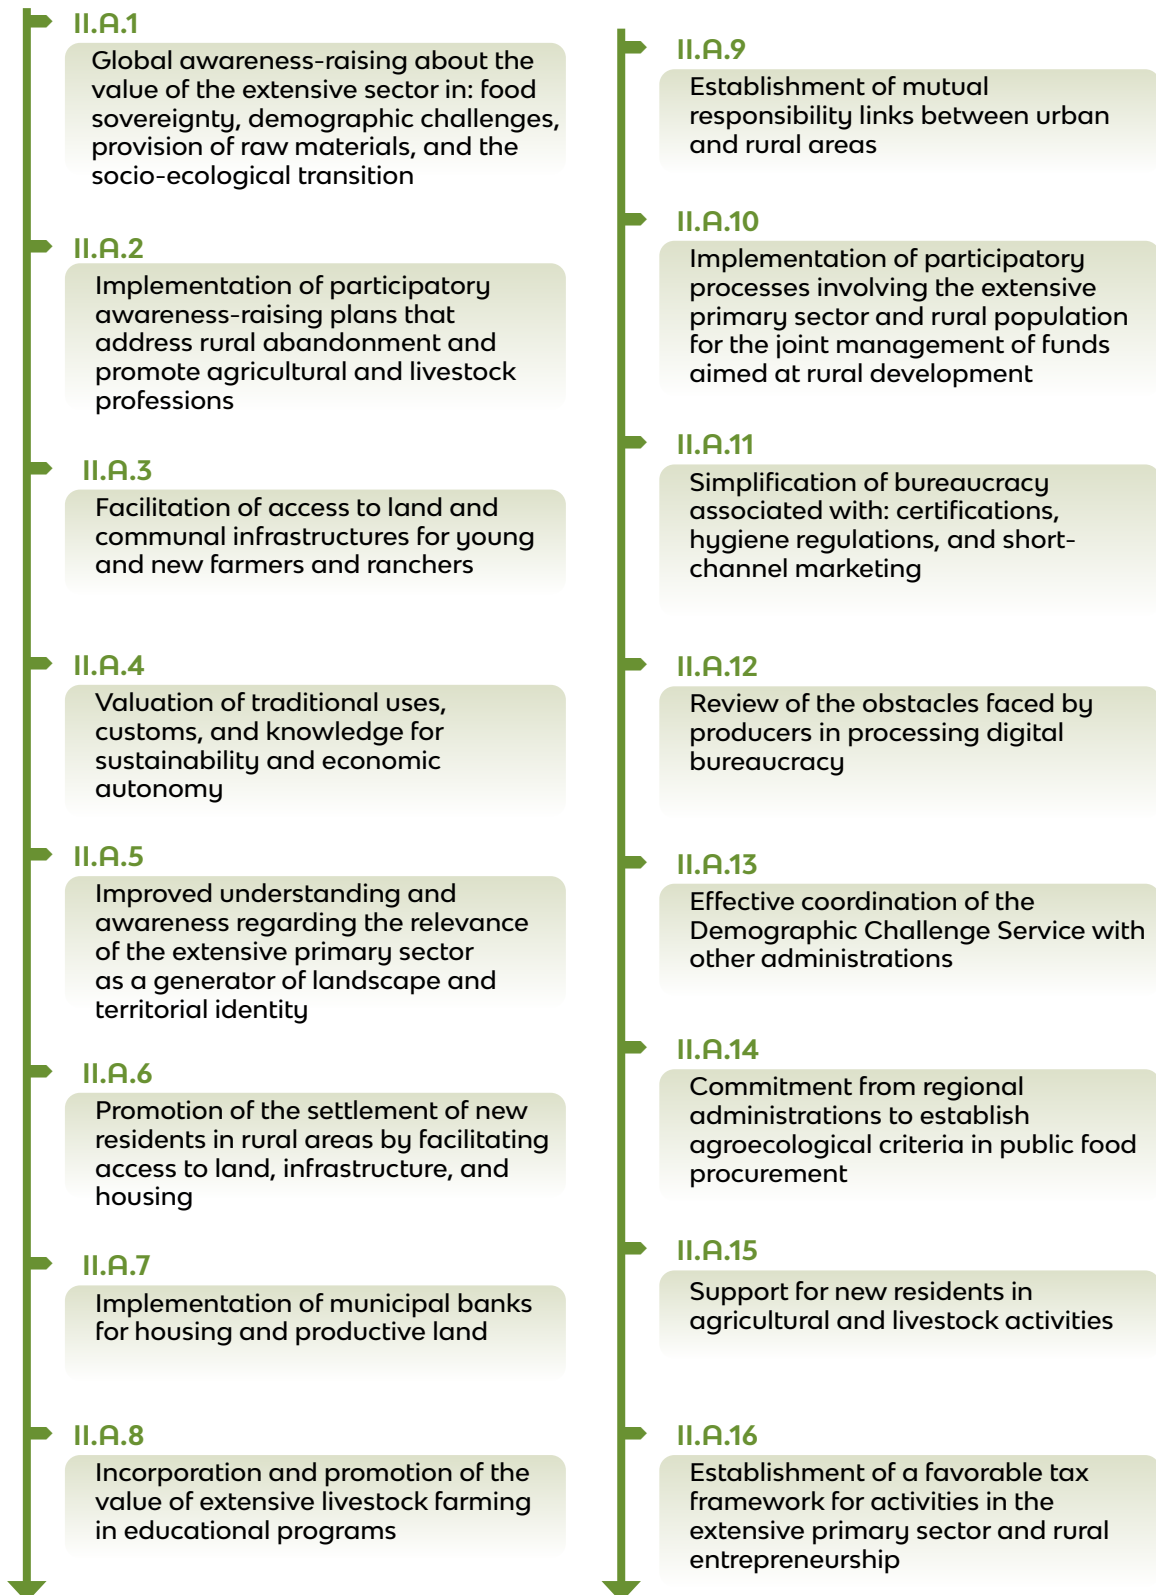 II.A.1
Global awareness-raising about the
value of the extensive sector in: food
sovereignty, demographic challenges,
provision of raw materials, and the
socio-ecological transition
II.A.2
Implementation of participatory
awareness-raising plans that
address rural abandonment and
promote agricultural and livestock
professions
II.A.3
Facilitation of access to land and
communal infrastructures for young
and new farmers and ranchers
II.A.4
Valuation of traditional uses,
customs, and knowledge for
sustainability and economic
autonomy
II.A.5
Improved understanding and
awareness regarding the relevance
of the extensive primary sector
as a generator of landscape and
territorial identity
II.A.6
Promotion of the settlement of new
residents in rural areas by facilitating
access to land, infrastructure, and
housing
II.A.7
Implementation of municipal banks
for housing and productive land
II.A.8
Incorporation and promotion of the
value of extensive livestock farming
in educational programs
II.A.9
Establishment of mutual
responsibility links between urban
and rural areas
II.A.10
Implementation of participatory
processes involving the extensive
primary sector and rural population
for the joint management of funds
aimed at rural development
II.A.11
Simplification of bureaucracy
associated with: certifications,
hygiene regulations, and short-
channel marketing
II.A.12
Review of the obstacles faced by
producers in processing digital
bureaucracy
II.A.13
Effective coordination of the
Demographic Challenge Service with
other administrations
II.A.14
Commitment from regional
administrations to establish
agroecological criteria in public food
procurement
II.A.15
Support for new residents in
agricultural and livestock activities
II.A.16
Establishment of a favorable tax
framework for activities in the
extensive primary sector and rural
entrepreneurship